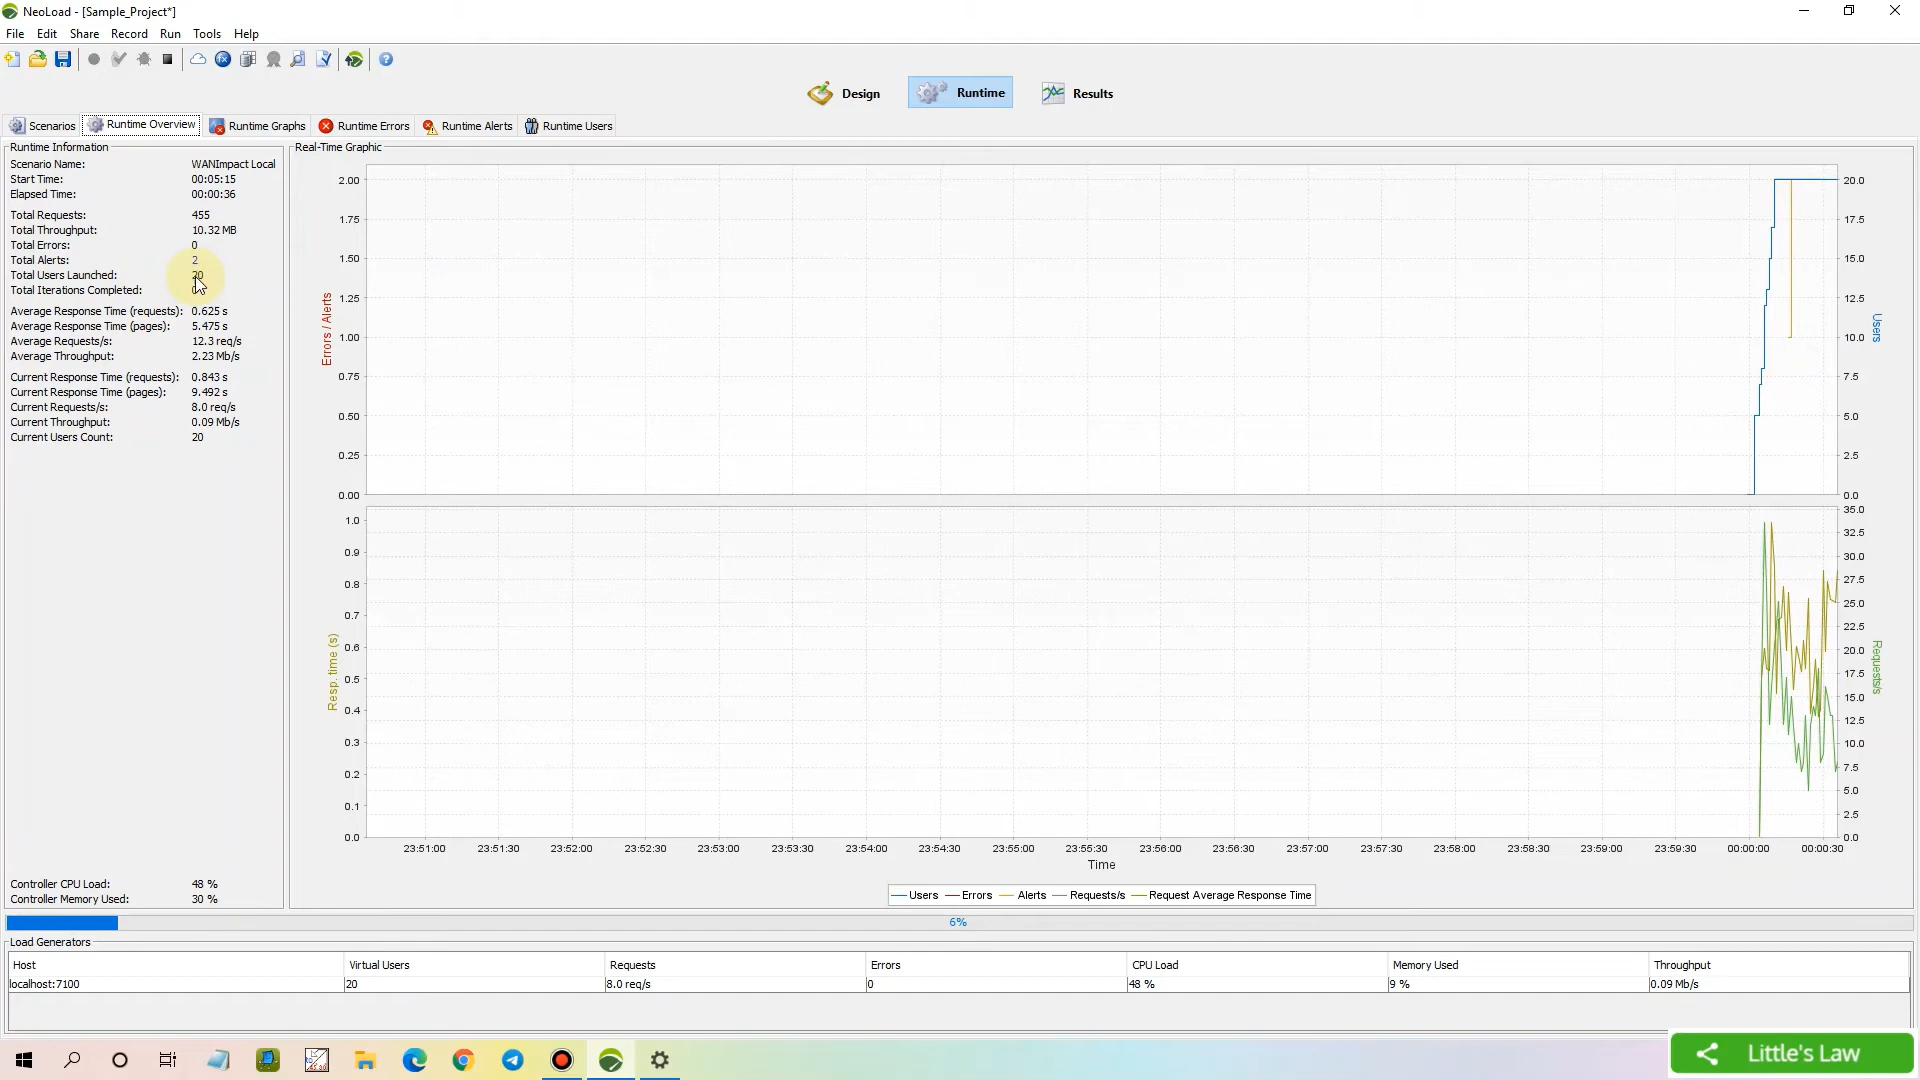 NeoLoad - [Sample_Project*]
File Edit Share Record Run Tools Help
Design Runtime Results
Scenarios Runtime Overview Runtime Graphs Runtime Errors Runtime Alerts Runtime Users
Runtime Information
Scenario Name: WANImpact Local
Start Time: 00:05:15
Elapsed Time: 00:00:36
Total Requests: 455
Total Throughput: 10.32 MB
Total Errors: 0
Total Alerts: 2
Total Users Launched: 20
Total Iterations Completed: 0
Average Response Time (requests): 0.625 s
Average Response Time (pages): 5.475 s
Average Requests/s: 12.3 req/s
Average Throughput: 2.23 Mb/s
Current Response Time (requests): 0.843 s
Current Response Time (pages): 9.492 s
Current Requests/s: 8.0 req/s
Current Throughput: 0.09 Mb/s
Current Users Count: 20
Controller CPU Load: 48 %
Controller Memory Used: 30 %
Real-Time Graphic
Errors / Alerts
2.00
1.75
1.50
1.25
1.00
0.75
0.50
0.25
0.00
20.0
17.5
15.0
12.5
10.0
7.5
5.0
2.5
0.0
Users
Resp. time (s)
1.0
0.9
0.8
0.7
0.6
0.5
0.4
0.3
0.2
0.1
0.0
35.0
32.5
30.0
27.5
25.0
22.5
20.0
17.5
15.0
12.5
10.0
7.5
5.0
2.5
0.0
Requests/s
23:51:00 23:51:30 23:52:00 23:52:30 23:53:00 23:53:30 23:54:00 23:54:30 23:55:00 23:55:30 23:56:00 23:56:30 23:57:00 23:57:30 23:58:00 23:58:30 23:59:00 23:59:30 00:00:00 00:00:30
Time
Users Errors Alerts Requests/s Request Average Response Time
6%
Load Generators
Host Virtual Users Requests Errors CPU Load Memory Used Throughput
localhost:7100 20 8.0 req/s 0 48 % 9 % 0.09 Mb/s
Little's Law